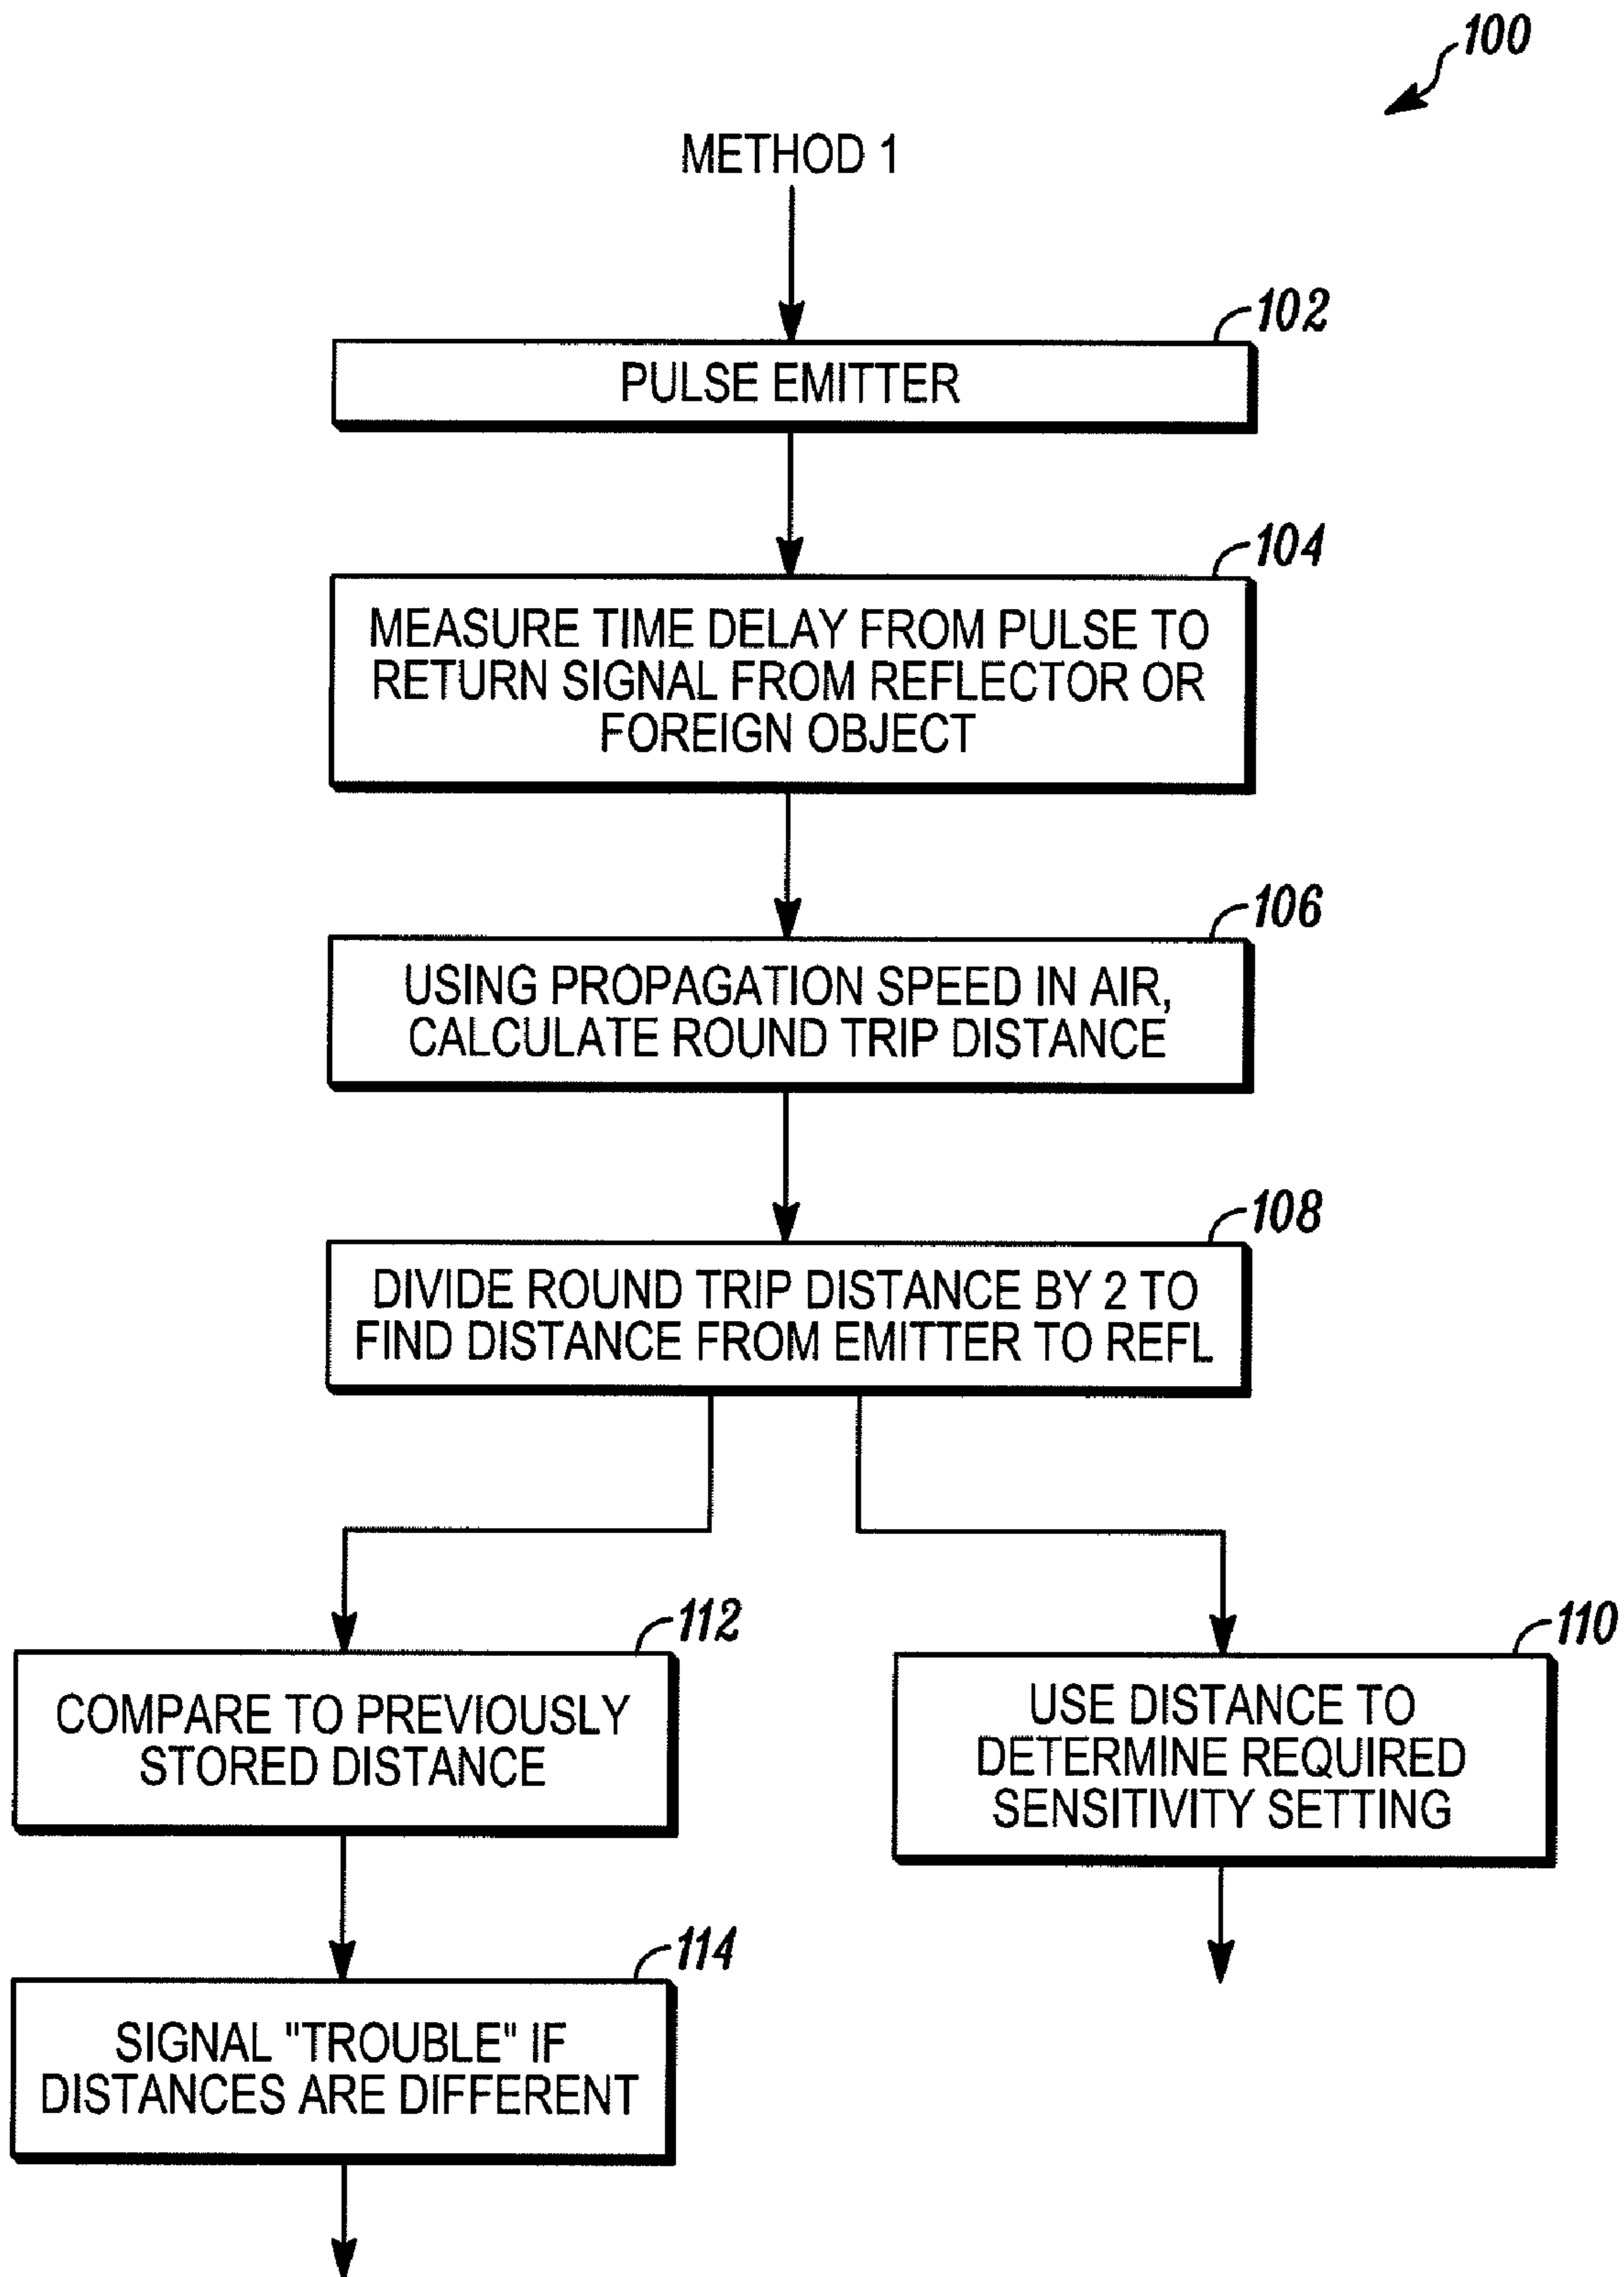 100
METHOD 1
102
PULSE EMITTER
104
MEASURE TIME DELAY FROM PULSE TO
RETURN SIGNAL FROM REFLECTOR OR
FOREIGN OBJECT
106
USING PROPAGATION SPEED IN AIR,
CALCULATE ROUND TRIP DISTANCE
108
DIVIDE ROUND TRIP DISTANCE BY 2 TO
FIND DISTANCE FROM EMITTER TO REFL
112
COMPARE TO PREVIOUSLY
STORED DISTANCE
110
USE DISTANCE TO
DETERMINE REQUIRED
SENSITIVITY SETTING
114
SIGNAL "TROUBLE" IF
DISTANCES ARE DIFFERENT